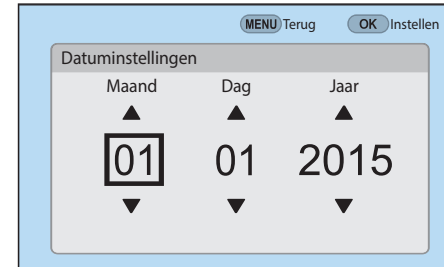 MENU Terug OK Instellen
Datuminstellingen
Maand Dag Jaar
01 01 2015